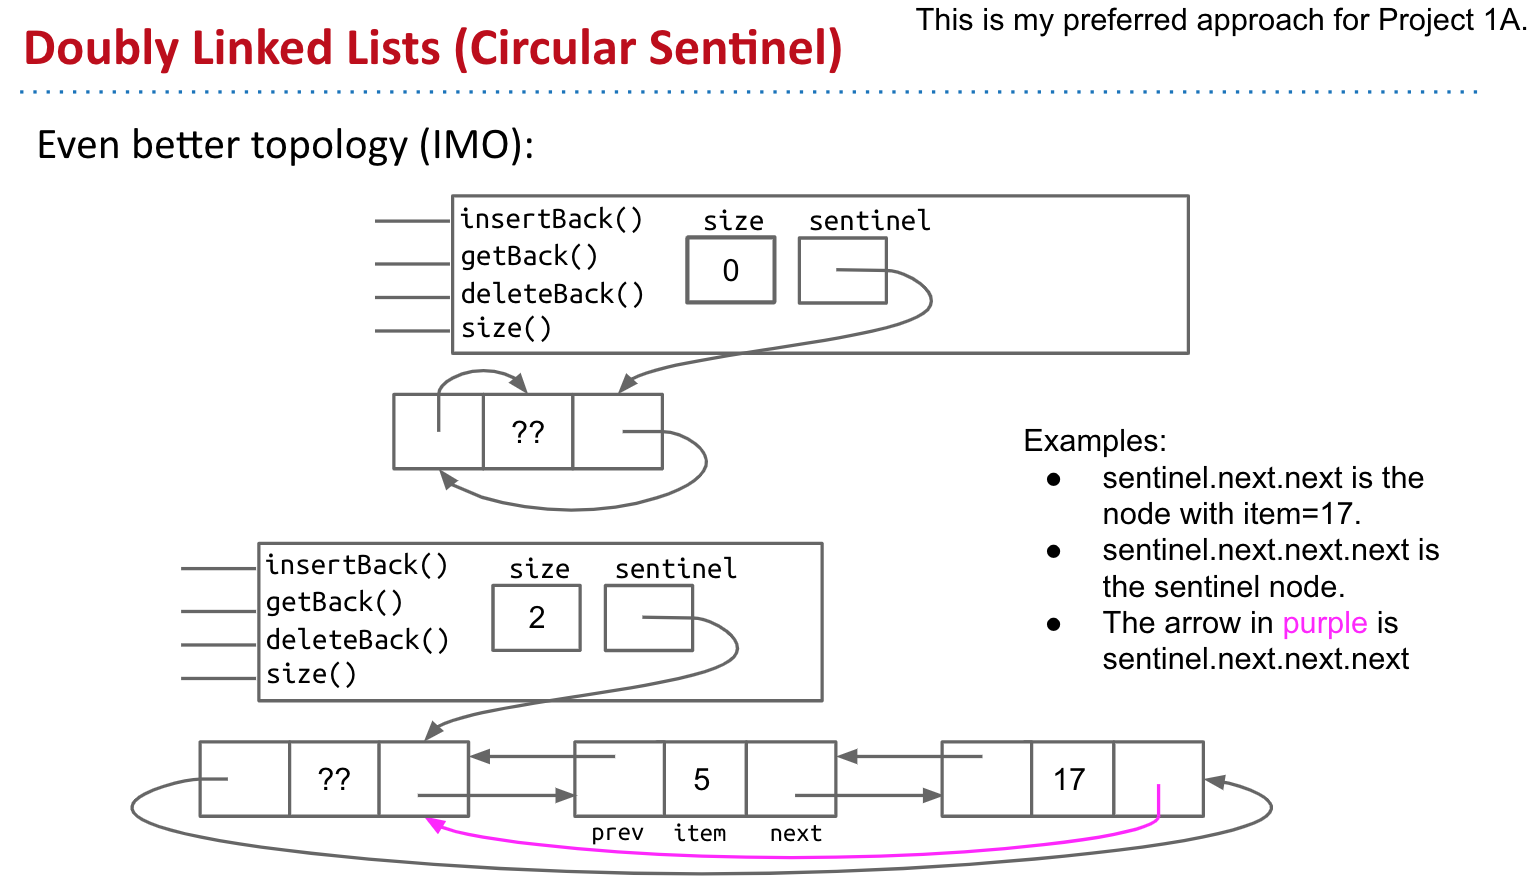 This is my preferred approach for Project 1A.
Doubly Linked Lists (Circular Sentinel)
Even better topology (IMO):
insertBack()
getBack()
deleteBack()
size()
size
sentinel
0
??
Examples:
● sentinel.next.next is the
node with item=17.
● sentinel.next.next.next is
the sentinel node.
● The arrow in purple is
sentinel.next.next.next
insertBack()
getBack()
deleteBack()
size()
size
sentinel
2
?? 5 17
prev item next